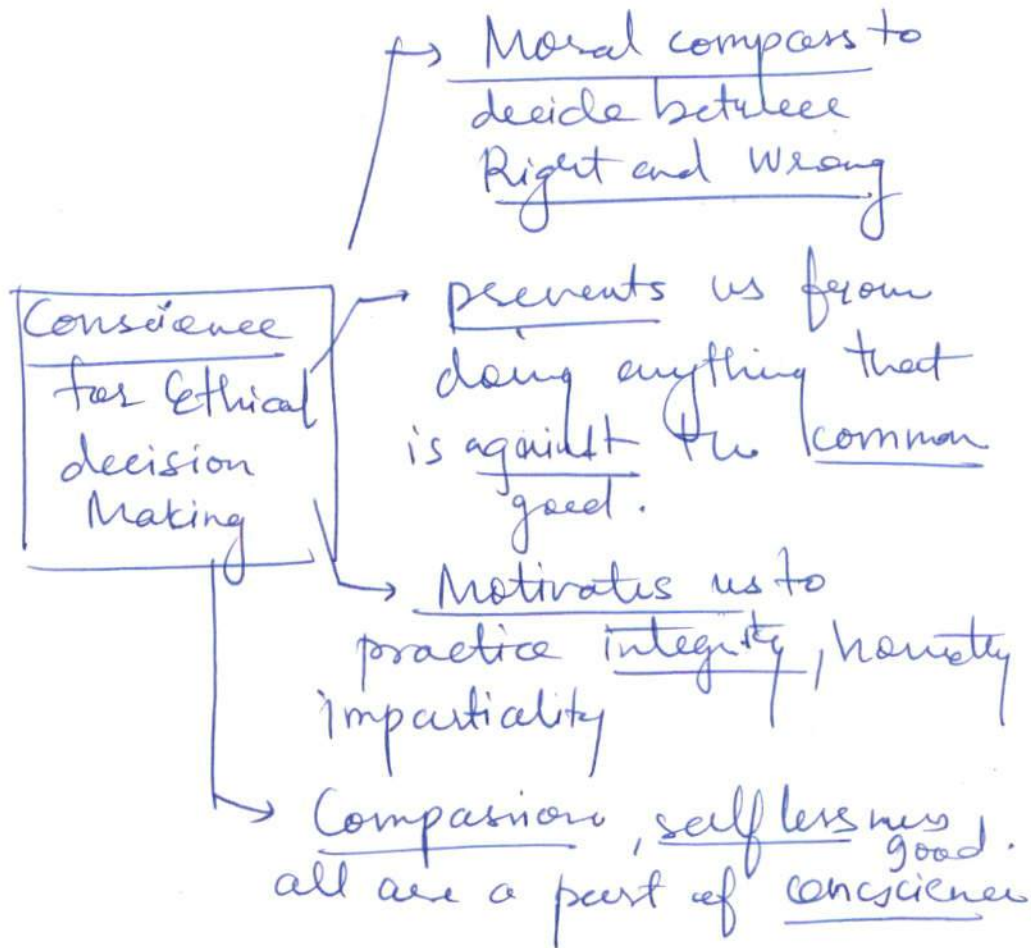 Moral compass to
decide between
Right and Wrong
Conscience
for Ethical
decision
Making
prevents us from
doing anything that
is against the common
good.
Motivates us to
practice integrity, honesty
impartiality
Compassion, selflessness
good.
all are a part of concscience